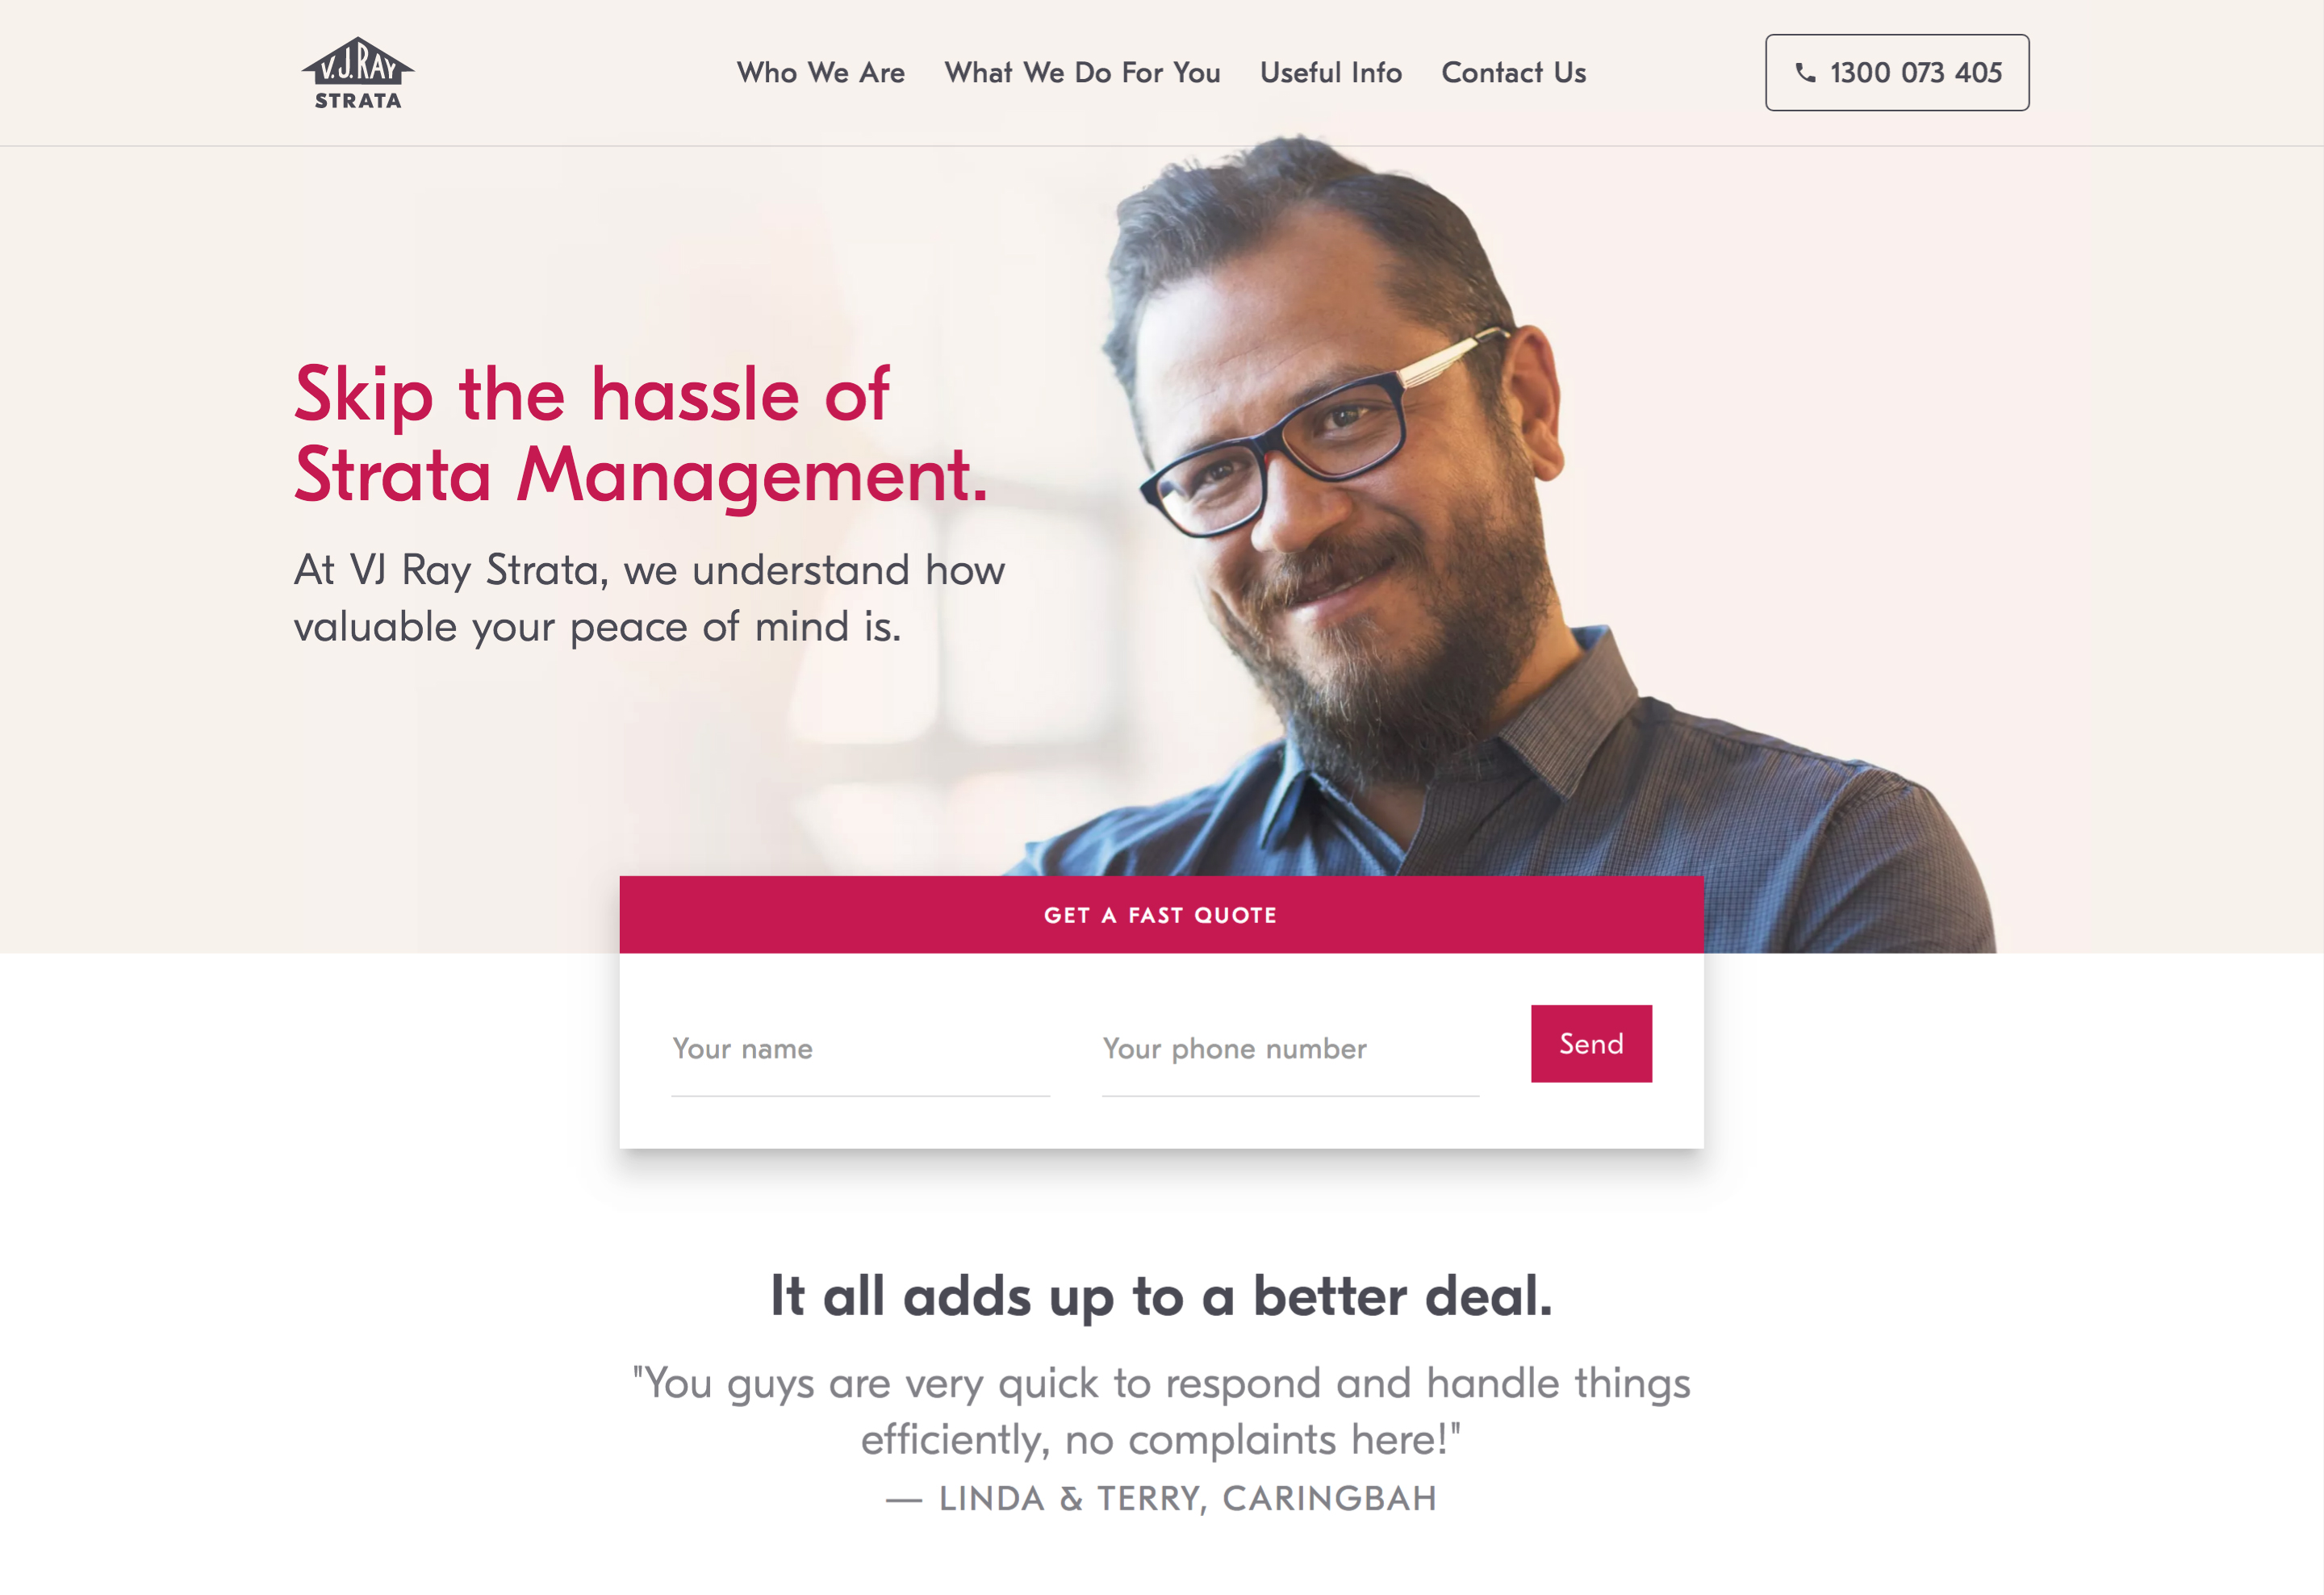 V.J.RAY
STRATA
Who We Are
What We Do For You
Useful Info
Contact Us
1300 073 405
Skip the hassle of
Strata Management.
At VJ Ray Strata, we understand how
valuable your peace of mind is.
GET A FAST QUOTE
Your name
Your phone number
Send
It all adds up to a better deal.
"You guys are very quick to respond and handle things
efficiently, no complaints here!"
— LINDA & TERRY, CARINGBAH